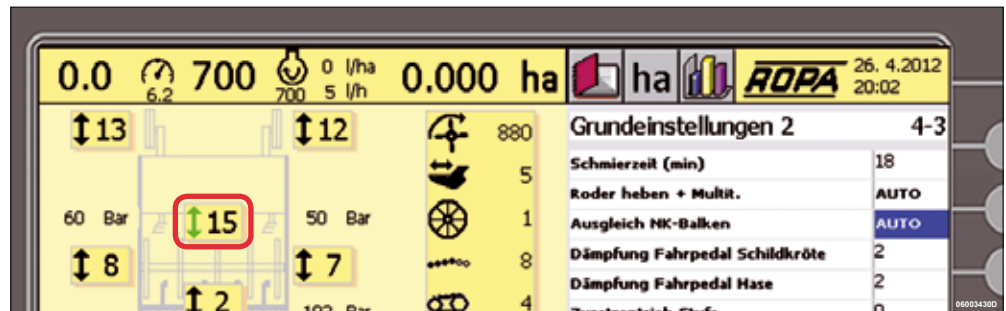 0.0 6.2 700 700 0 l/ha 5 l/h 0.000 ha ha ROPA 26. 4.2012 20:02
13 12 880 Grundeinstellungen 2 4-3
5 Schmierzeit (min) 18
Roder heben + Multit. AUTO
60 Bar 15 50 Bar 1 Ausgleich NK-Balken AUTO
8 7 8 Dämpfung Fahrpedal Schildkröte 2
2 4 Dämpfung Fahrpedal Hase 2
Bar
06003430D